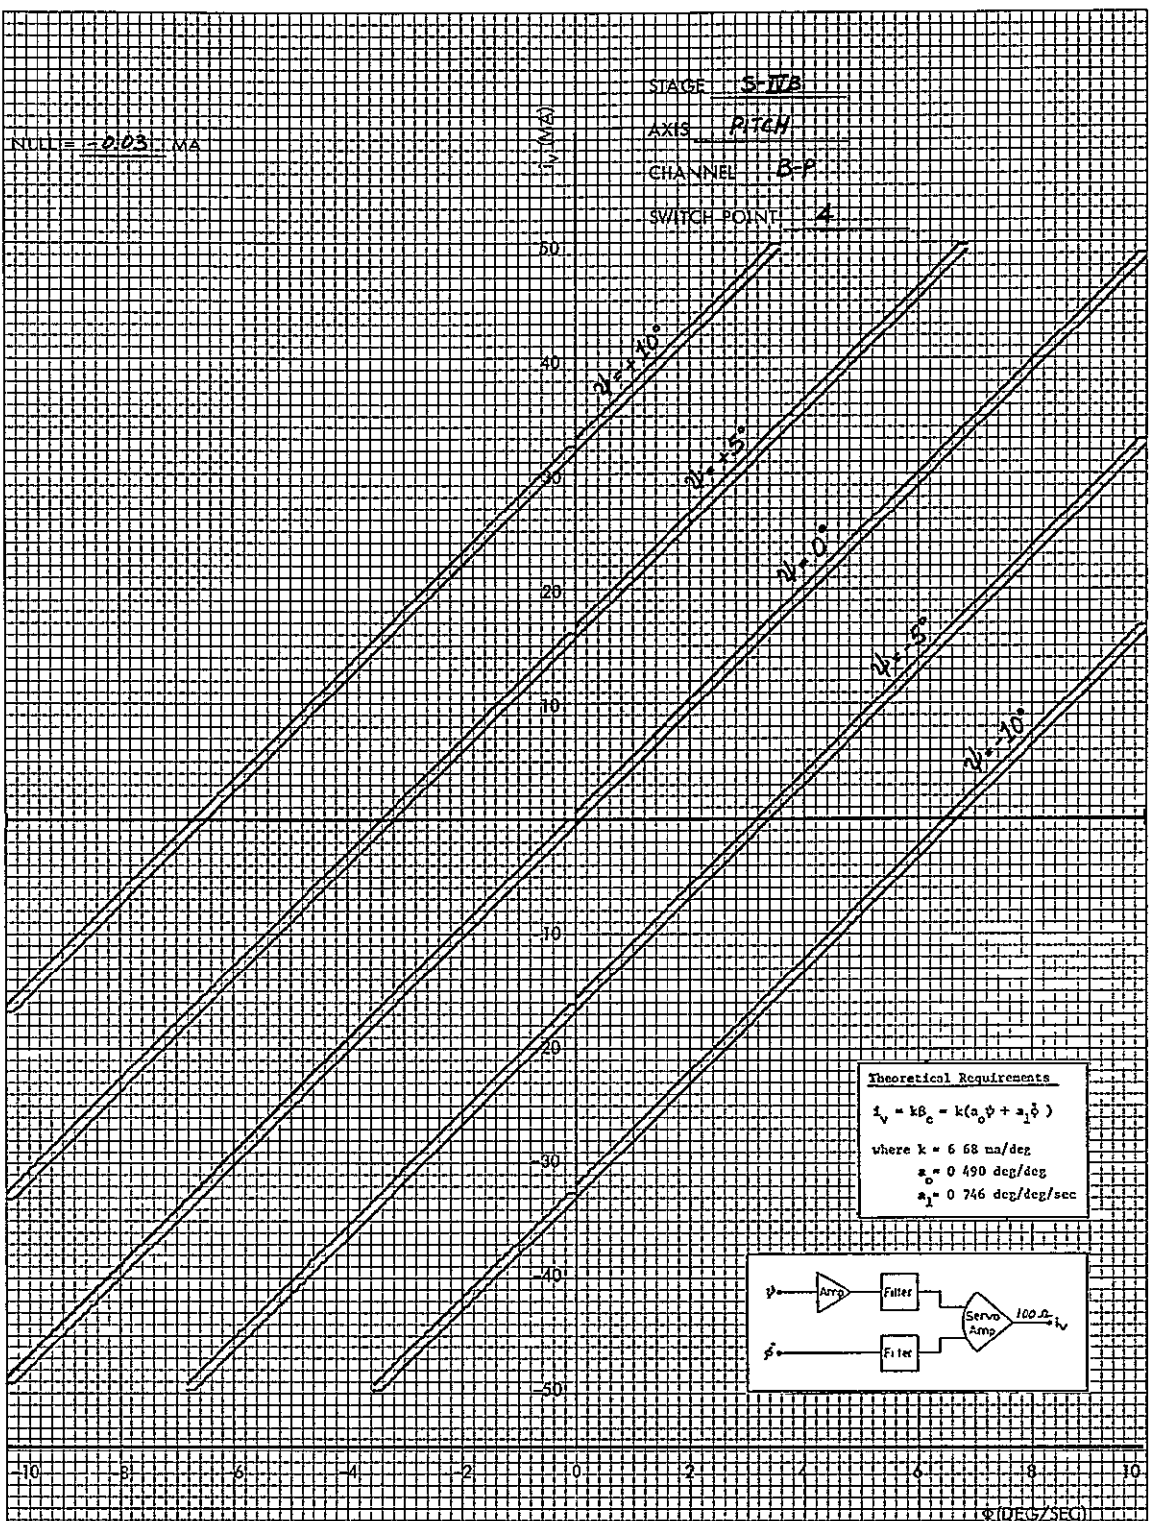 STAGE S-IVB
AXIS PITCH
CHANNEL B-P
SWITCH POINT 4
NULL = -0.03 MA
i_v (MA)
50
40
30
20
10
-10
-20
-30
-40
-50
ψ = +10°
ψ = +5°
ψ = 0°
ψ = -5°
ψ = -10°
Theoretical Requirements
i_v = kβ_c = k(a_oψ + a_1φ̇ )
where k = 6 68 ma/deg
a_o = 0 490 deg/deg
a_1 = 0 746 deg/deg/sec
ψ Amp Filter
Servo Amp 100 Ω i_v
φ̇ Filter
-10 -8 -6 -4 -2 0 2 4 6 8 10
φ̇ (DEG/SEC)